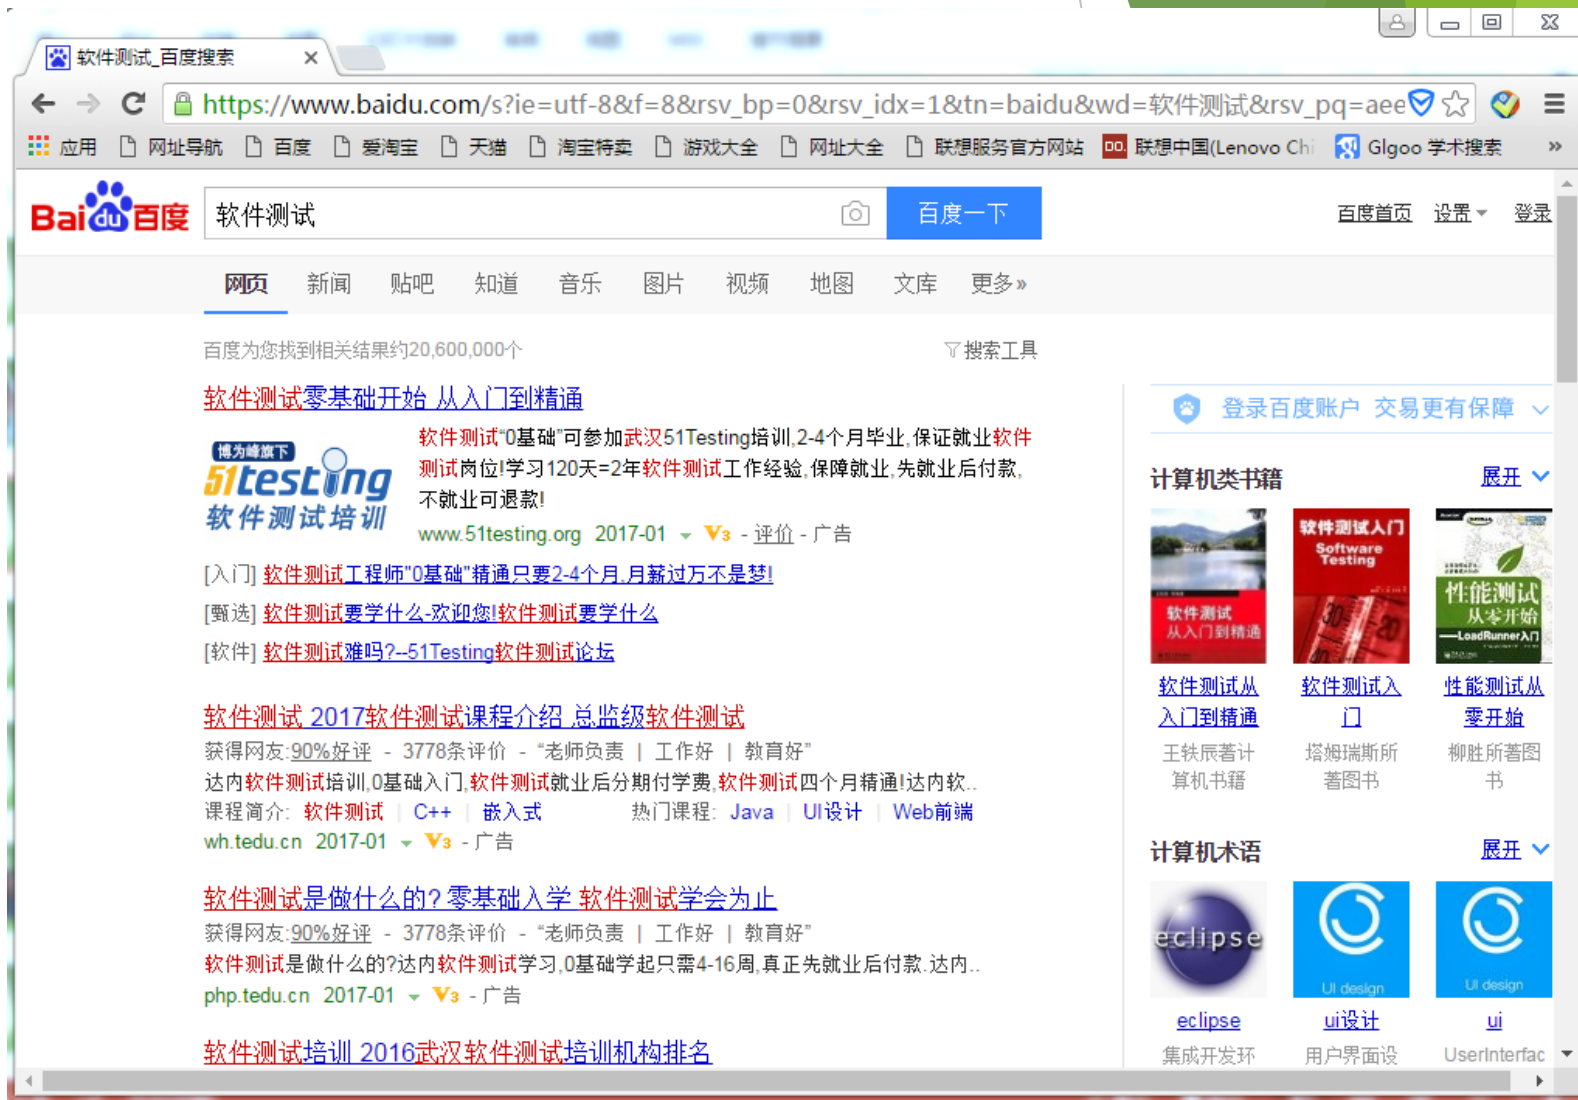 软件测试_百度搜索
https://www.baidu.com/s?ie=utf-8&f=8&rsv_bp=0&rsv_idx=1&tn=baidu&wd=软件测试&rsv_pq=aee
应用 网址导航 百度 爱淘宝 天猫 淘宝特卖 游戏大全 网址大全 联想服务官方网站 DO. 联想中国(Lenovo Chi Glgoo 学术搜索 »
Bai du 百度 软件测试 百度一下 百度首页 设置 登录
网页 新闻 贴吧 知道 音乐 图片 视频 地图 文库 更多»
百度为您找到相关结果约20,600,000个 搜索工具
软件测试零基础开始 从入门到精通
博为峰旗下
51testing
软件测试培训
软件测试“0基础”可参加武汉51Testing培训,2-4个月毕业,保证就业软件
测试岗位!学习120天=2年软件测试工作经验,保障就业,先就业后付款,
不就业可退款!
www.51testing.org 2017-01 V3 - 评价 - 广告
[入门] 软件测试工程师"0基础"精通只要2-4个月,月薪过万不是梦!
[甄选] 软件测试要学什么-欢迎您!软件测试要学什么
[软件] 软件测试难吗?--51Testing软件测试论坛
软件测试 2017软件测试课程介绍 总监级软件测试
获得网友:90%好评 - 3778条评价 - “老师负责 | 工作好 | 教育好”
达内软件测试培训,0基础入门,软件测试就业后分期付学费,软件测试四个月精通!达内软..
课程简介: 软件测试 | C++ | 嵌入式 热门课程: Java | UI设计 | Web前端
wh.tedu.cn 2017-01 V3 - 广告
软件测试是做什么的? 零基础入学 软件测试学会为止
获得网友:90%好评 - 3778条评价 - “老师负责 | 工作好 | 教育好”
软件测试是做什么的?达内软件测试学习,0基础学起只需4-16周,真正先就业后付款.达内..
php.tedu.cn 2017-01 V3 - 广告
软件测试培训 2016武汉软件测试培训机构排名
登录百度账户 交易更有保障
计算机类书籍 展开
软件测试
从入门到精通
软件测试入门
Software
Testing
性能测试
从零开始
——LoadRunner入门
软件测试从 软件测试入 性能测试从
入门到精通 门 零开始
王轶辰著计 塔姆瑞斯所 柳胜所著图
算机书籍 著图书 书
计算机术语 展开
eclipse UI design UI design
eclipse ui设计 ui
集成开发环 用户界面设 UserInterfac